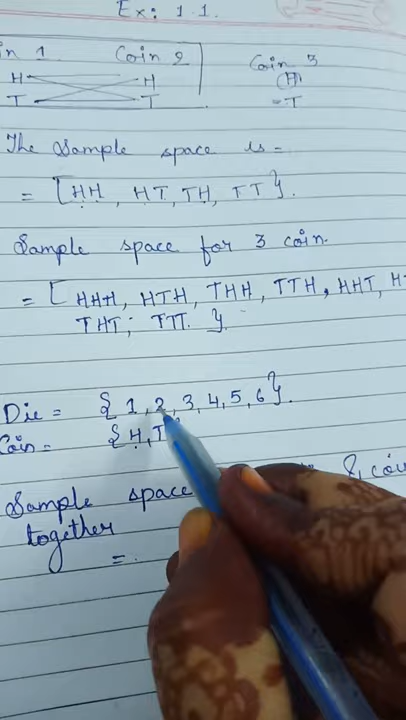 Ex: 1.1.
in 1. Coin 2 Coin 3
H H (H)
T T = T
The Sample space is =
= [HH, HT, TH, TT}.
Sample space for 3 coin.
= [HHH, HTH, THH, TTH, HHT, H
THT; TTT. }
Die = { 1, 2, 3, 4, 5, 6 }.
Coin = { H, T
Sample space & coi
together
=